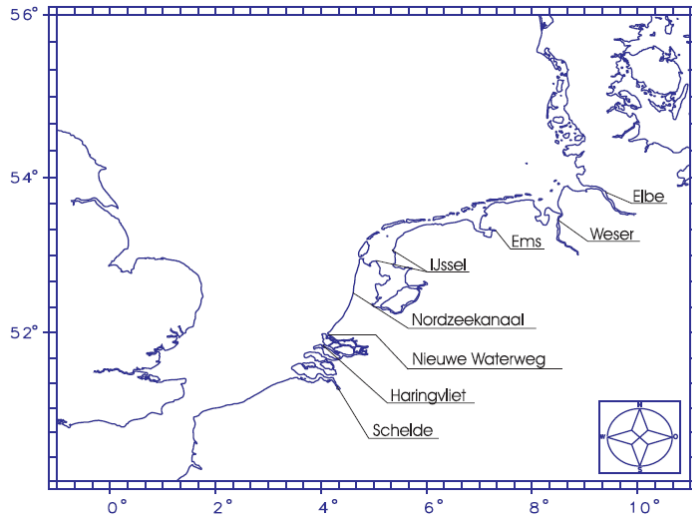 56°
54°
Elbe
Weser
Ems
IJssel
52°
Nordzeekanaal
Nieuwe Waterweg
Haringvliet
Schelde
N
W
O
S
0°
2°
4°
6°
8°
10°